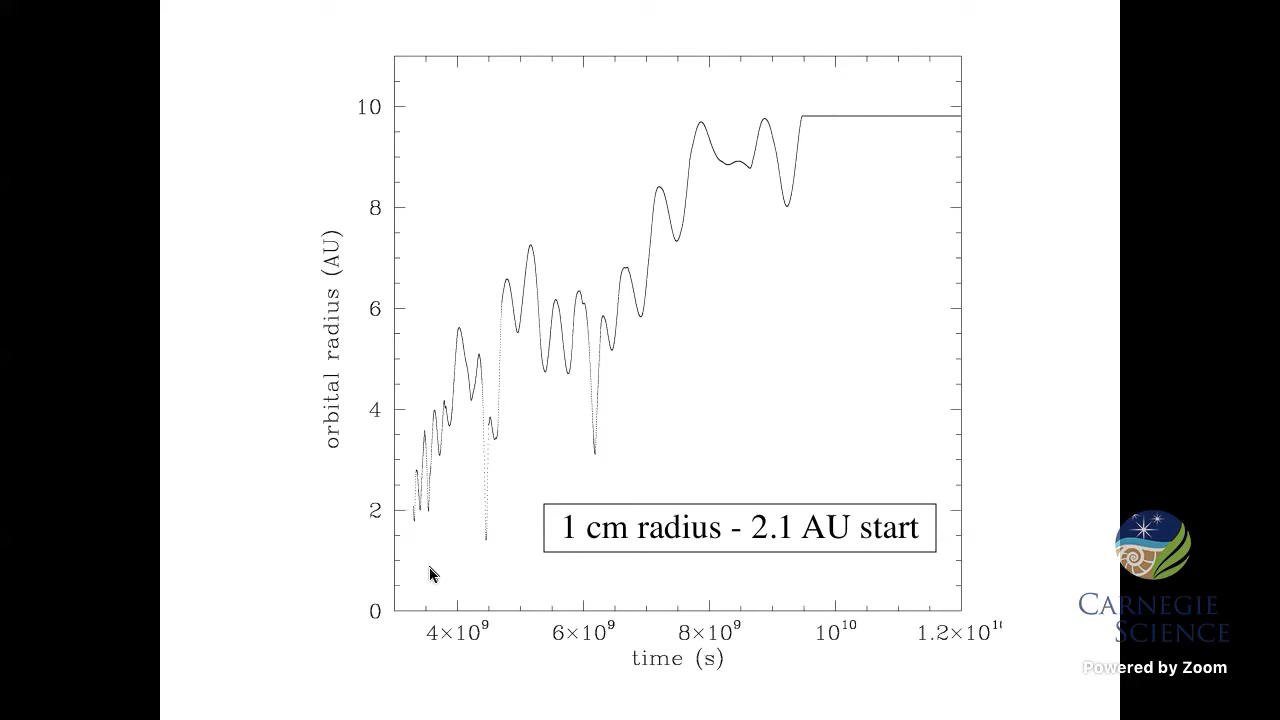 10
8
6
4
2
0
orbital radius (AU)
1 cm radius - 2.1 AU start
4×10⁹ 6×10⁹ 8×10⁹ 10¹⁰ 1.2×10¹⁰
time (s)
CARNEGIE
SCIENCE
Powered by Zoom